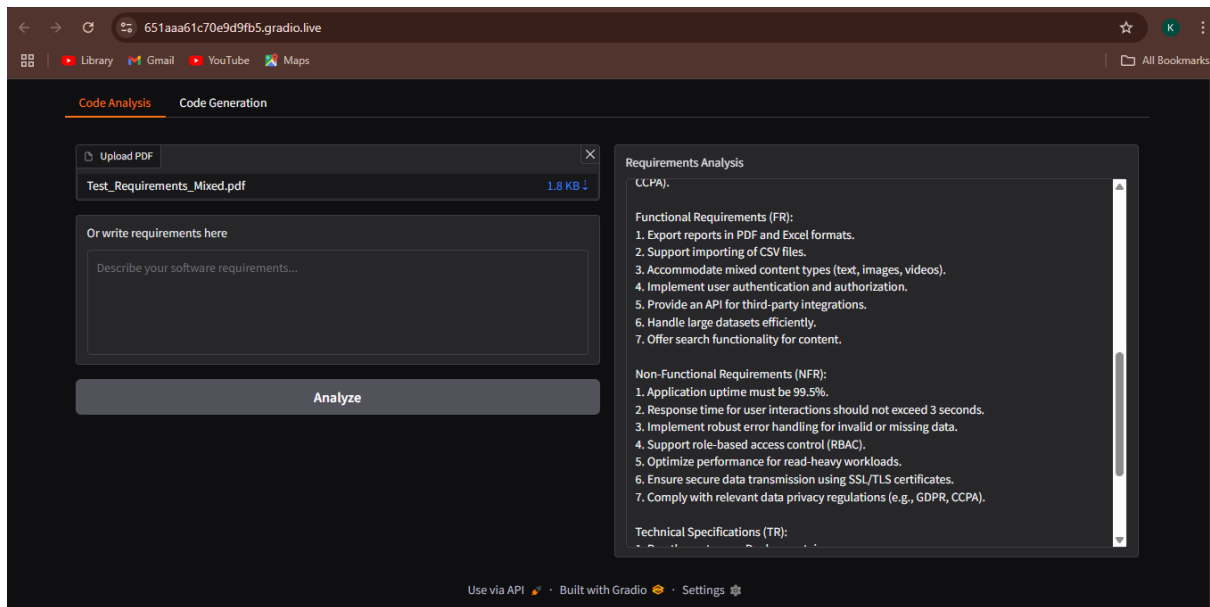 651aaa61c70e9d9fb5.gradio.live
K
Library Gmail YouTube Maps
All Bookmarks
Code Analysis Code Generation
Upload PDF
Test_Requirements_Mixed.pdf 1.8 KB ↓
Or write requirements here
Describe your software requirements...
Analyze
Requirements Analysis
CCPA).
Functional Requirements (FR):
1. Export reports in PDF and Excel formats.
2. Support importing of CSV files.
3. Accommodate mixed content types (text, images, videos).
4. Implement user authentication and authorization.
5. Provide an API for third-party integrations.
6. Handle large datasets efficiently.
7. Offer search functionality for content.
Non-Functional Requirements (NFR):
1. Application uptime must be 99.5%.
2. Response time for user interactions should not exceed 3 seconds.
3. Implement robust error handling for invalid or missing data.
4. Support role-based access control (RBAC).
5. Optimize performance for read-heavy workloads.
6. Ensure secure data transmission using SSL/TLS certificates.
7. Comply with relevant data privacy regulations (e.g., GDPR, CCPA).
Technical Specifications (TR):
Use via API · Built with Gradio · Settings